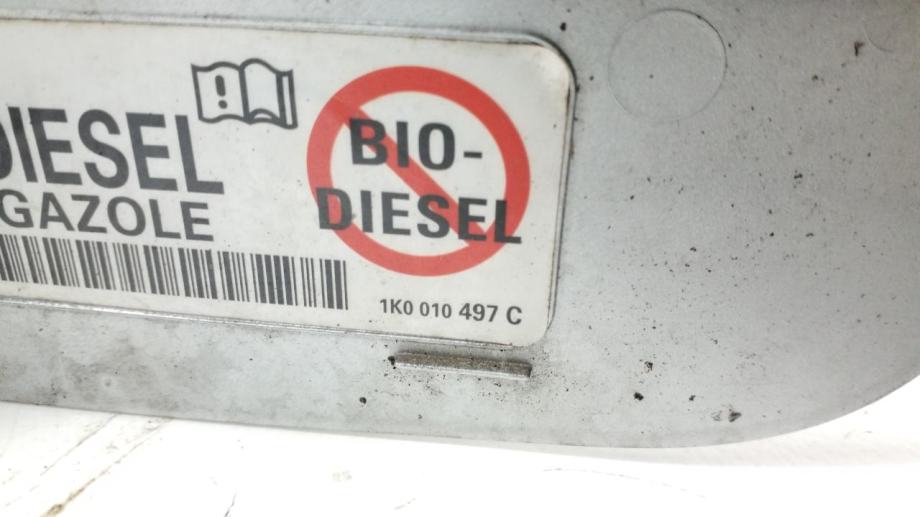 DIESEL
GAZOLE
!
BIO-
DIESEL
1K0 010 497 C